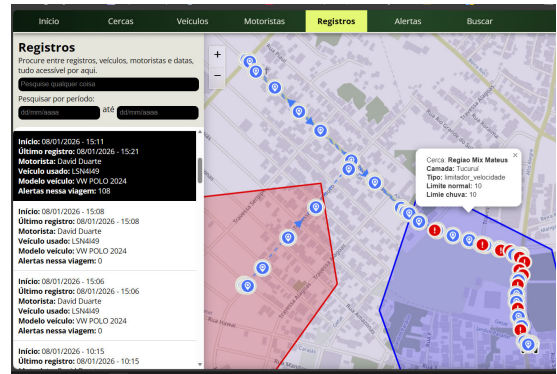 Início Cercas Veículos Motoristas Registros Alertas Buscar
Registros
Procure entre registros, veículos, motoristas e datas,
tudo acessível por aqui.
Pesquise qualquer coisa
Pesquisar por período:
dd/mm/aaaa até dd/mm/aaaa
Início: 08/01/2026 - 15:11
Último registro: 08/01/2026 - 15:21
Motorista: David Duarte
Veículo usado: LSN4I49
Modelo veículo: VW POLO 2024
Alertas nessa viagem: 108
Início: 08/01/2026 - 15:08
Último registro: 08/01/2026 - 15:08
Motorista: David Duarte
Veículo usado: LSN4I49
Modelo veículo: VW POLO 2024
Alertas nessa viagem: 0
Início: 08/01/2026 - 15:06
Último registro: 08/01/2026 - 15:06
Motorista: David Duarte
Veículo usado: LSN4I49
Modelo veículo: VW POLO 2024
Alertas nessa viagem: 0
Início: 08/01/2026 - 10:15
Último registro: 08/01/2026 - 10:15
+
−
×
Cerca: Regiao Mix Mateus
Camada: Tucuruí
Tipo: limitador_velocidade
Limite normal: 10
Limie chuva: 10
Travessa Sergipe
Travessa Alagoas
Rua Hawaí